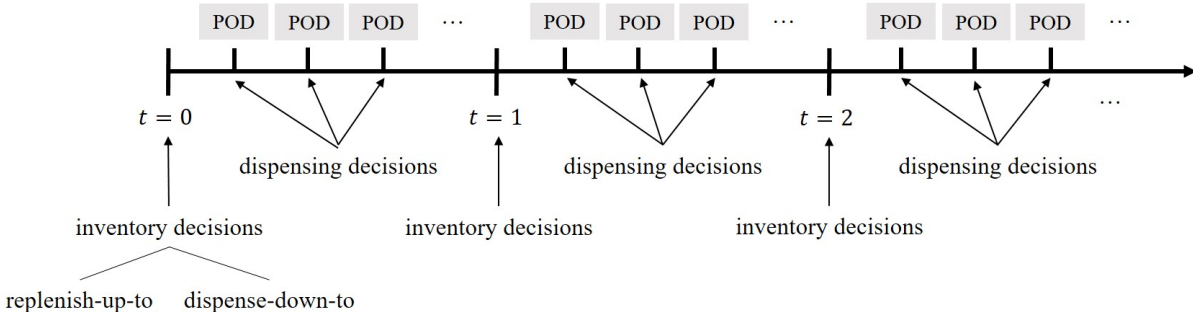 POD POD POD ⋯ POD POD POD ⋯ POD POD POD ⋯
t = 0 t = 1 t = 2 ⋯
dispensing decisions dispensing decisions dispensing decisions
inventory decisions inventory decisions inventory decisions
replenish-up-to dispense-down-to